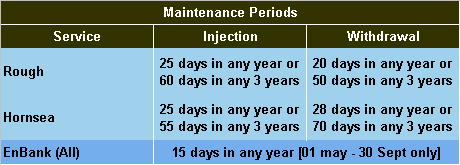 Maintenance Periods
Service Injection Withdrawal
Rough
25 days in any year or
60 days in any 3 years
20 days in any year or
50 days in any 3 years
Hornsea
25 days in any year or
55 days in any 3 years
28 days in any year or
70 days in any 3 years
EnBank (All) 15 days in any year [01 may - 30 Sept only]